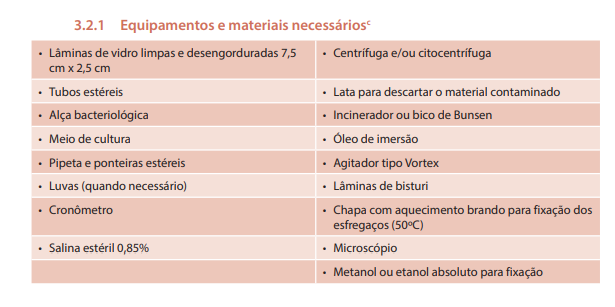 3.2.1 Equipamentos e materiais necessáriosᶜ
• Lâminas de vidro limpas e desengorduradas 7,5
cm x 2,5 cm
• Centrífuga e/ou citocentrífuga
• Tubos estéreis
• Lata para descartar o material contaminado
• Alça bacteriológica
• Incinerador ou bico de Bunsen
• Meio de cultura
• Óleo de imersão
• Pipeta e ponteiras estéreis
• Agitador tipo Vortex
• Luvas (quando necessário)
• Lâminas de bisturi
• Cronômetro
• Chapa com aquecimento brando para fixação dos
esfregaços (50ºC)
• Salina estéril 0,85%
• Microscópio
• Metanol ou etanol absoluto para fixação